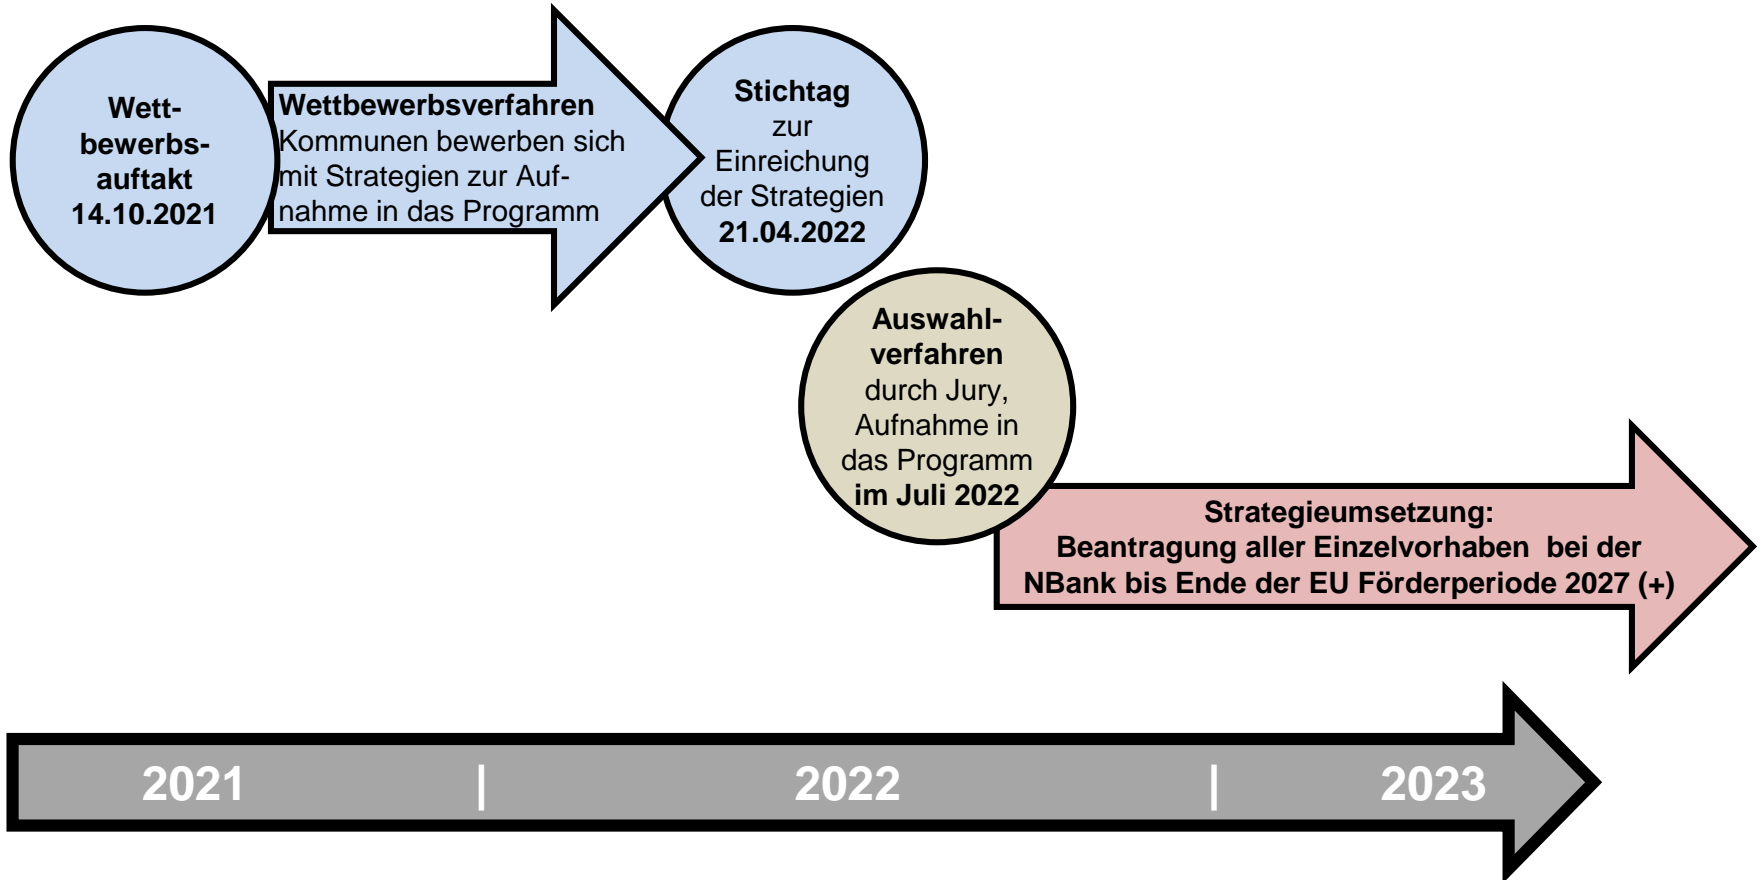 Wett-
bewerbs-
auftakt
14.10.2021
Wettbewerbsverfahren
Kommunen bewerben sich
mit Strategien zur Auf-
nahme in das Programm
Stichtag
zur
Einreichung
der Strategien
21.04.2022
Auswahl-
verfahren
durch Jury,
Aufnahme in
das Programm
im Juli 2022
Strategieumsetzung:
Beantragung aller Einzelvorhaben bei der
NBank bis Ende der EU Förderperiode 2027 (+)
2021 | 2022 | 2023